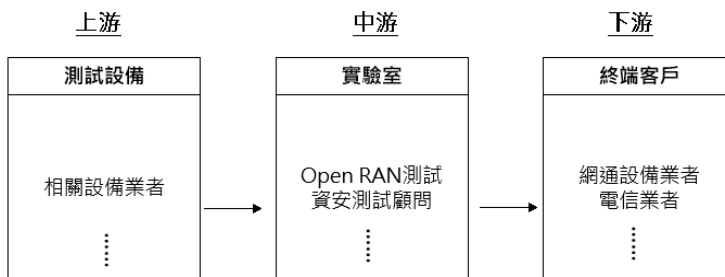 上游
中游
下游
測試設備
實驗室
終端客戶
相關設備業者
Open RAN測試
資安測試顧問
網通設備業者
電信業者